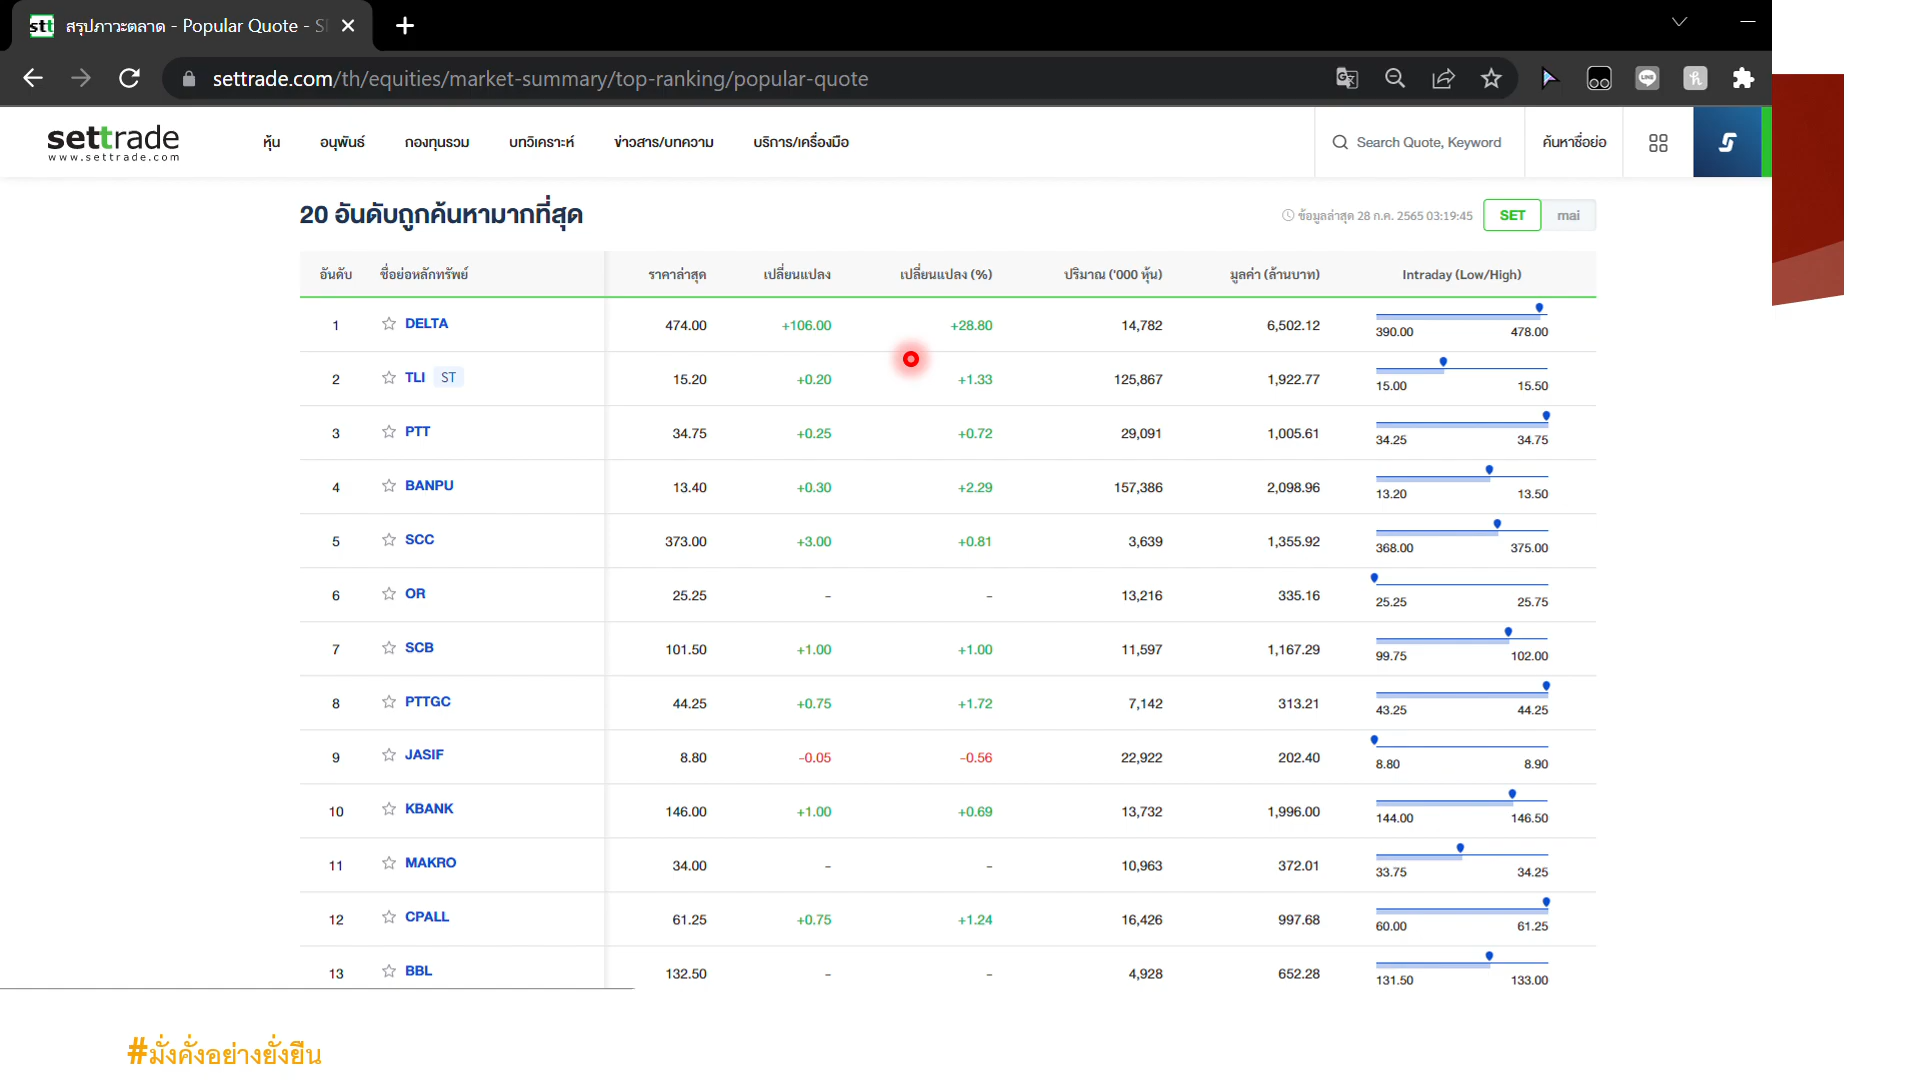 stt สรุปภาวะตลาด - Popular Quote - S
settrade.com/th/equities/market-summary/top-ranking/popular-quote
settrade
www.settrade.com
หุ้น อนุพันธ์ กองทุนรวม บทวิเคราะห์ ข่าวสาร/บทความ บริการ/เครื่องมือ
Search Quote, Keyword ค้นหาชื่อย่อ
20 อันดับถูกค้นหามากที่สุด
ข้อมูลล่าสุด 28 ก.ค. 2565 03:19:45 SET mai
อันดับ ชื่อย่อหลักทรัพย์ ราคาล่าสุด เปลี่ยนแปลง เปลี่ยนแปลง (%) ปริมาณ ('000 หุ้น) มูลค่า (ล้านบาท) Intraday (Low/High)
1 DELTA 474.00 +106.00 +28.80 14,782 6,502.12 390.00 478.00
2 TLI ST 15.20 +0.20 +1.33 125,867 1,922.77 15.00 15.50
3 PTT 34.75 +0.25 +0.72 29,091 1,005.61 34.25 34.75
4 BANPU 13.40 +0.30 +2.29 157,386 2,098.96 13.20 13.50
5 SCC 373.00 +3.00 +0.81 3,639 1,355.92 368.00 375.00
6 OR 25.25 - - 13,216 335.16 25.25 25.75
7 SCB 101.50 +1.00 +1.00 11,597 1,167.29 99.75 102.00
8 PTTGC 44.25 +0.75 +1.72 7,142 313.21 43.25 44.25
9 JASIF 8.80 -0.05 -0.56 22,922 202.40 8.80 8.90
10 KBANK 146.00 +1.00 +0.69 13,732 1,996.00 144.00 146.50
11 MAKRO 34.00 - - 10,963 372.01 33.75 34.25
12 CPALL 61.25 +0.75 +1.24 16,426 997.68 60.00 61.25
13 BBL 132.50 - - 4,928 652.28 131.50 133.00
#มั่งคั่งอย่างยั่งยืน